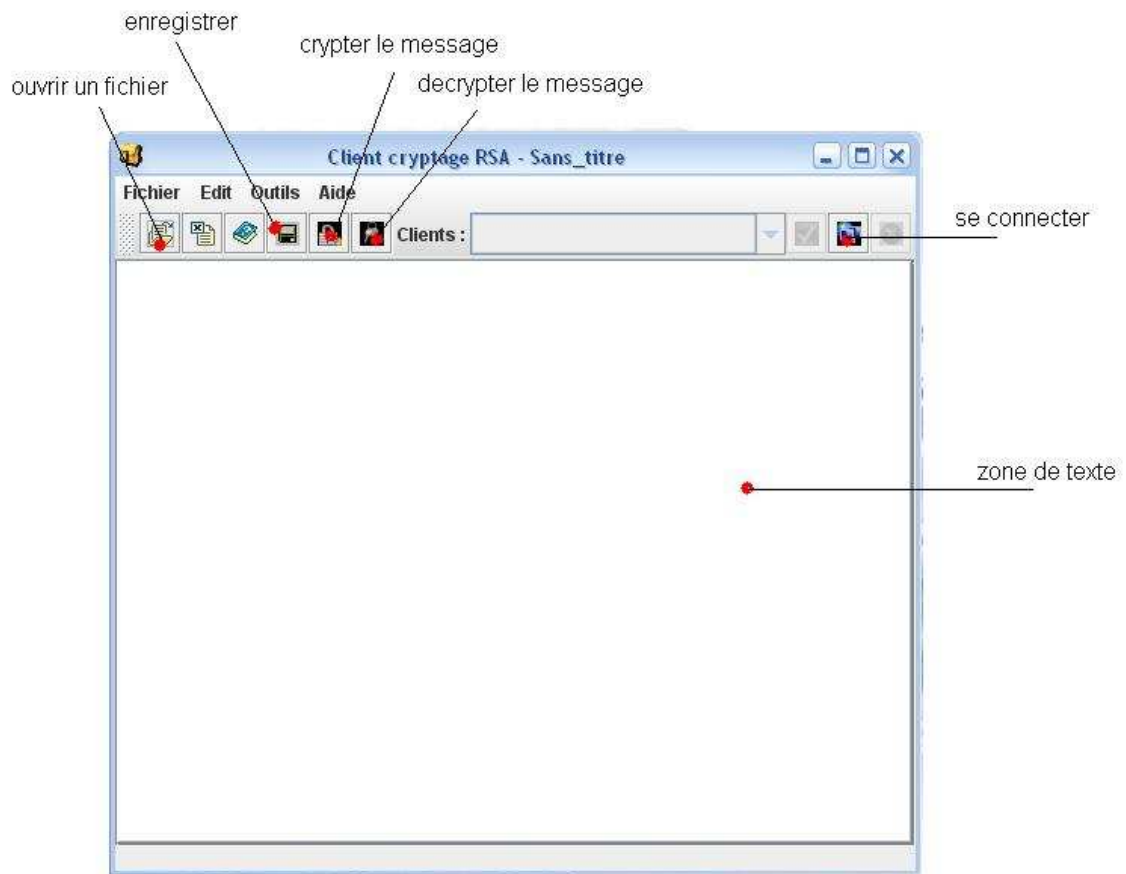 enregistrer
crypter le message
ouvrir un fichier
decrypter le message
Client cryptage RSA - Sans_titre
Fichier Edit Outils Aide
Clients :
se connecter
zone de texte